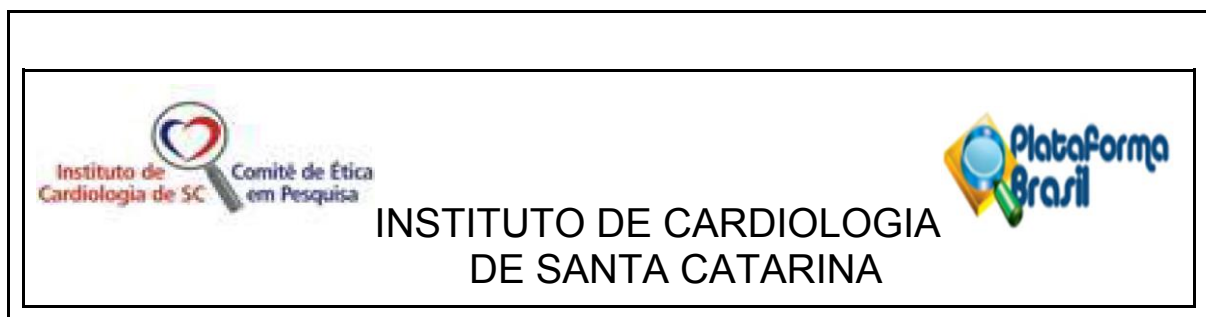 Instituto de Cardiologia de SC
Comitê de Ética em Pesquisa
Plataforma
Brasil
INSTITUTO DE CARDIOLOGIA
DE SANTA CATARINA